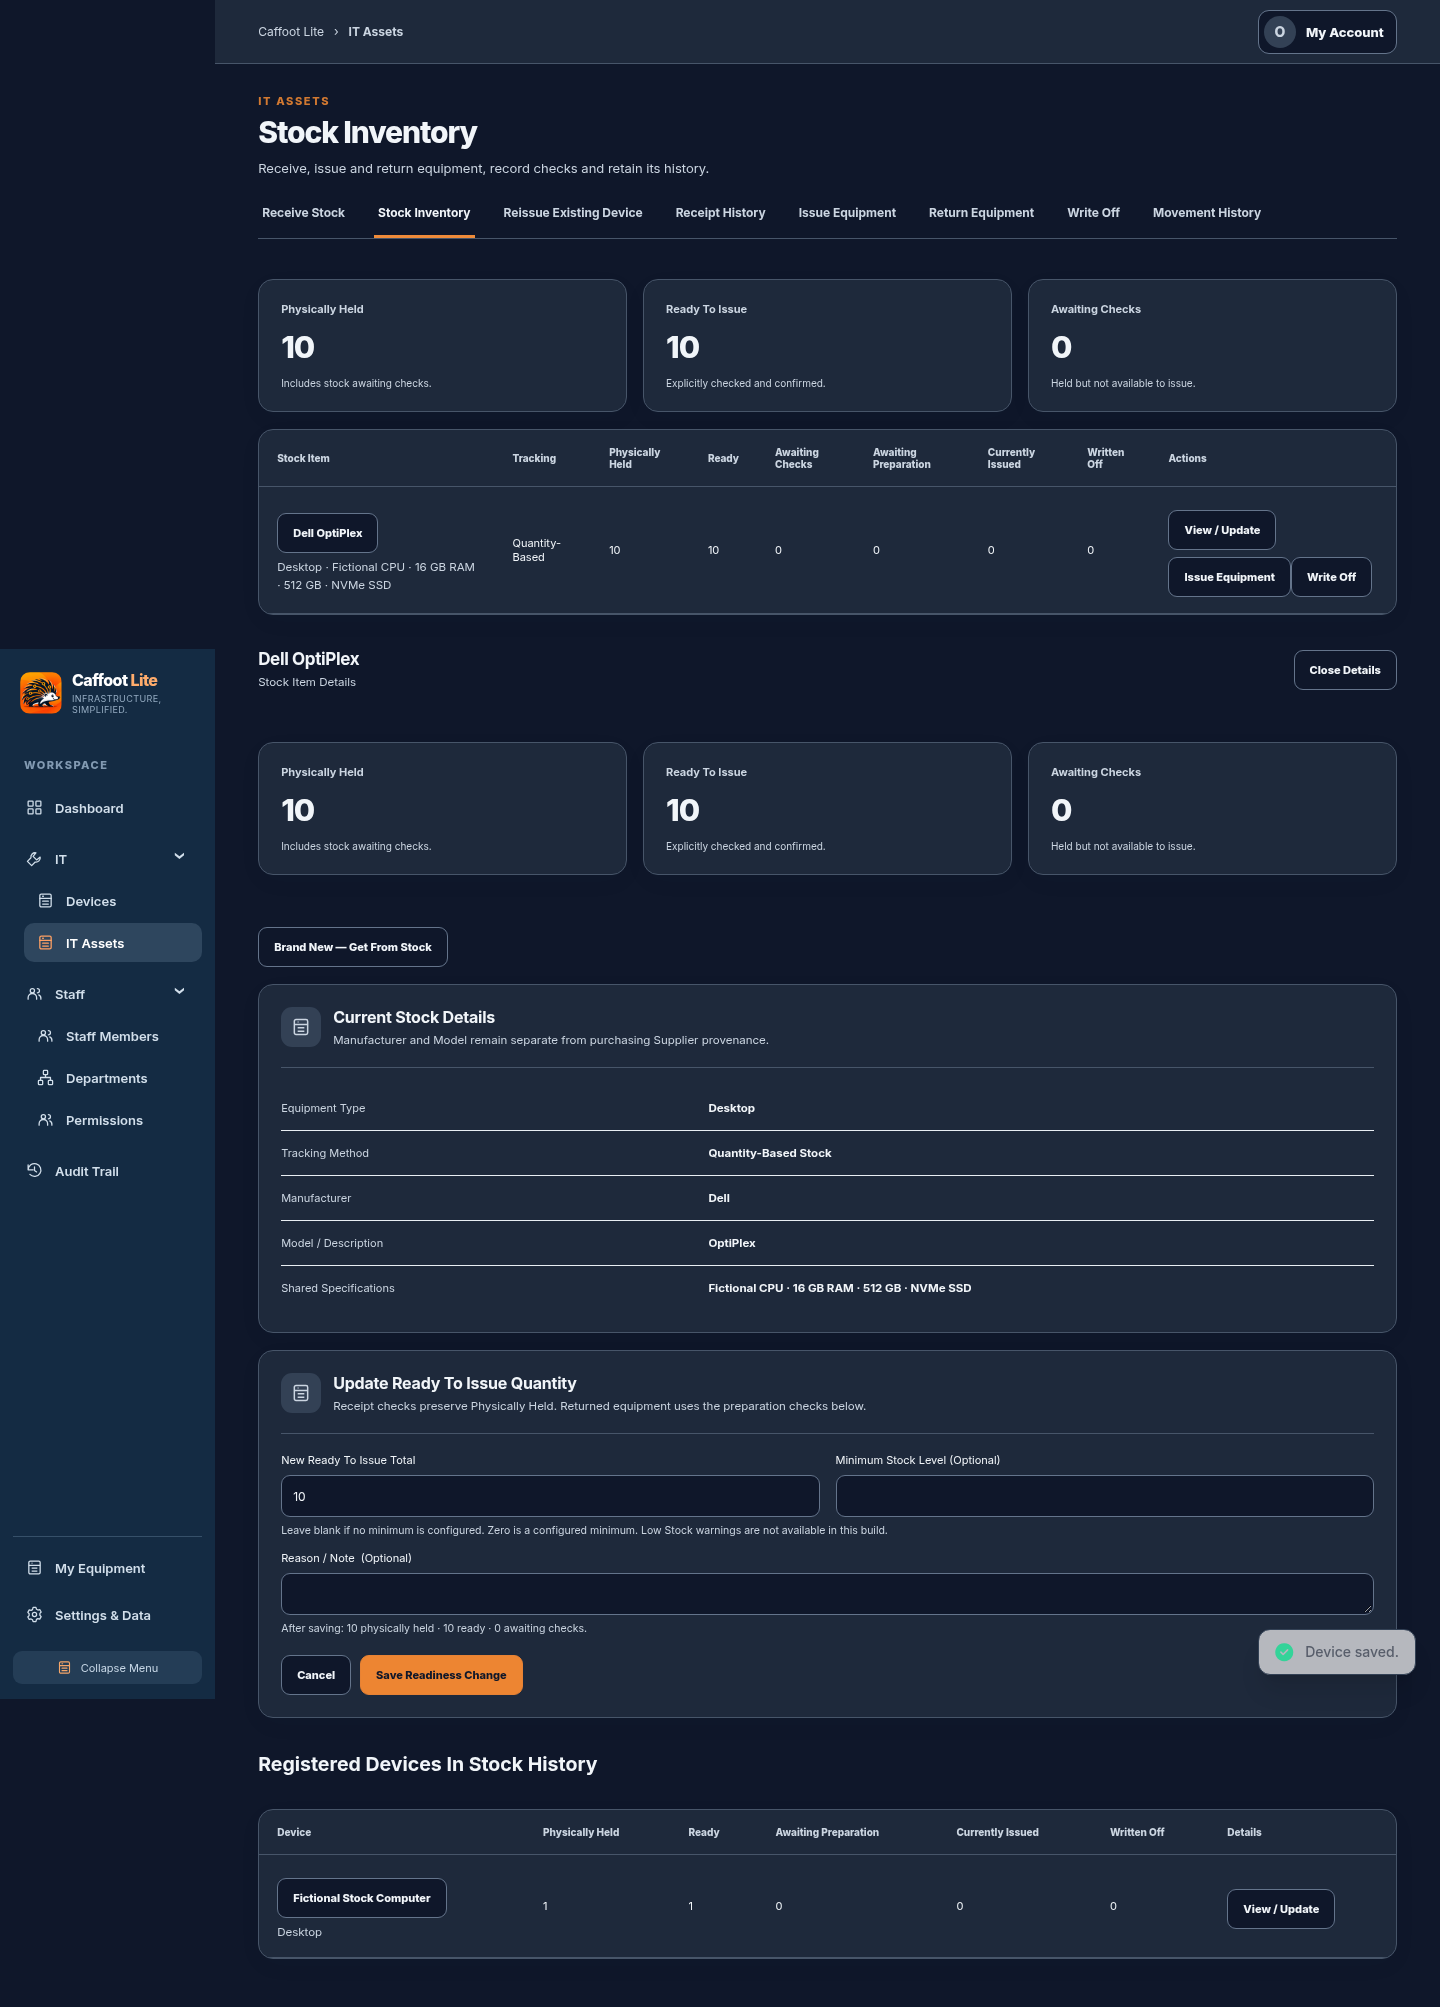 Caffoot Lite › IT Assets
O My Account
IT ASSETS
Stock Inventory
Receive, issue and return equipment, record checks and retain its history.
Receive Stock Stock Inventory Reissue Existing Device Receipt History Issue Equipment Return Equipment Write Off Movement History
Physically Held
10
Includes stock awaiting checks.
Ready To Issue
10
Explicitly checked and confirmed.
Awaiting Checks
0
Held but not available to issue.
Stock Item Tracking Physically Held Ready Awaiting Checks Awaiting Preparation Currently Issued Written Off Actions
Dell OptiPlex
Desktop · Fictional CPU · 16 GB RAM
· 512 GB · NVMe SSD
Quantity-
Based
10 10 0 0 0 0
View / Update
Issue Equipment Write Off
Dell OptiPlex
Stock Item Details
Close Details
Physically Held
10
Includes stock awaiting checks.
Ready To Issue
10
Explicitly checked and confirmed.
Awaiting Checks
0
Held but not available to issue.
Brand New — Get From Stock
Current Stock Details
Manufacturer and Model remain separate from purchasing Supplier provenance.
Equipment Type Desktop
Tracking Method Quantity-Based Stock
Manufacturer Dell
Model / Description OptiPlex
Shared Specifications Fictional CPU · 16 GB RAM · 512 GB · NVMe SSD
Update Ready To Issue Quantity
Receipt checks preserve Physically Held. Returned equipment uses the preparation checks below.
New Ready To Issue Total
10
Minimum Stock Level (Optional)
Leave blank if no minimum is configured. Zero is a configured minimum. Low Stock warnings are not available in this build.
Reason / Note (Optional)
After saving: 10 physically held · 10 ready · 0 awaiting checks.
Cancel Save Readiness Change
Device saved.
Registered Devices In Stock History
Device Physically Held Ready Awaiting Preparation Currently Issued Written Off Details
Fictional Stock Computer
Desktop
1 1 0 0 0
View / Update
Caffoot Lite
INFRASTRUCTURE,
SIMPLIFIED.
WORKSPACE
Dashboard
IT
Devices
IT Assets
Staff
Staff Members
Departments
Permissions
Audit Trail
My Equipment
Settings & Data
Collapse Menu